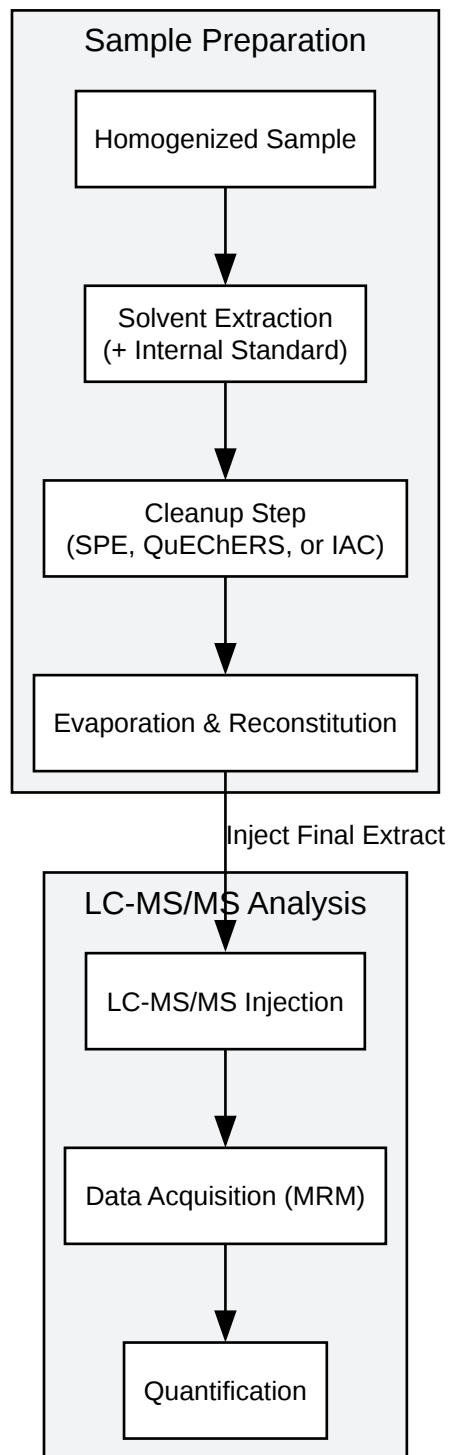 Sample Preparation
Homogenized Sample
Solvent Extraction
(+ Internal Standard)
Cleanup Step
(SPE, QuEChERS, or IAC)
Evaporation & Reconstitution
Inject Final Extract
LC-MS/MS Analysis
LC-MS/MS Injection
Data Acquisition (MRM)
Quantification